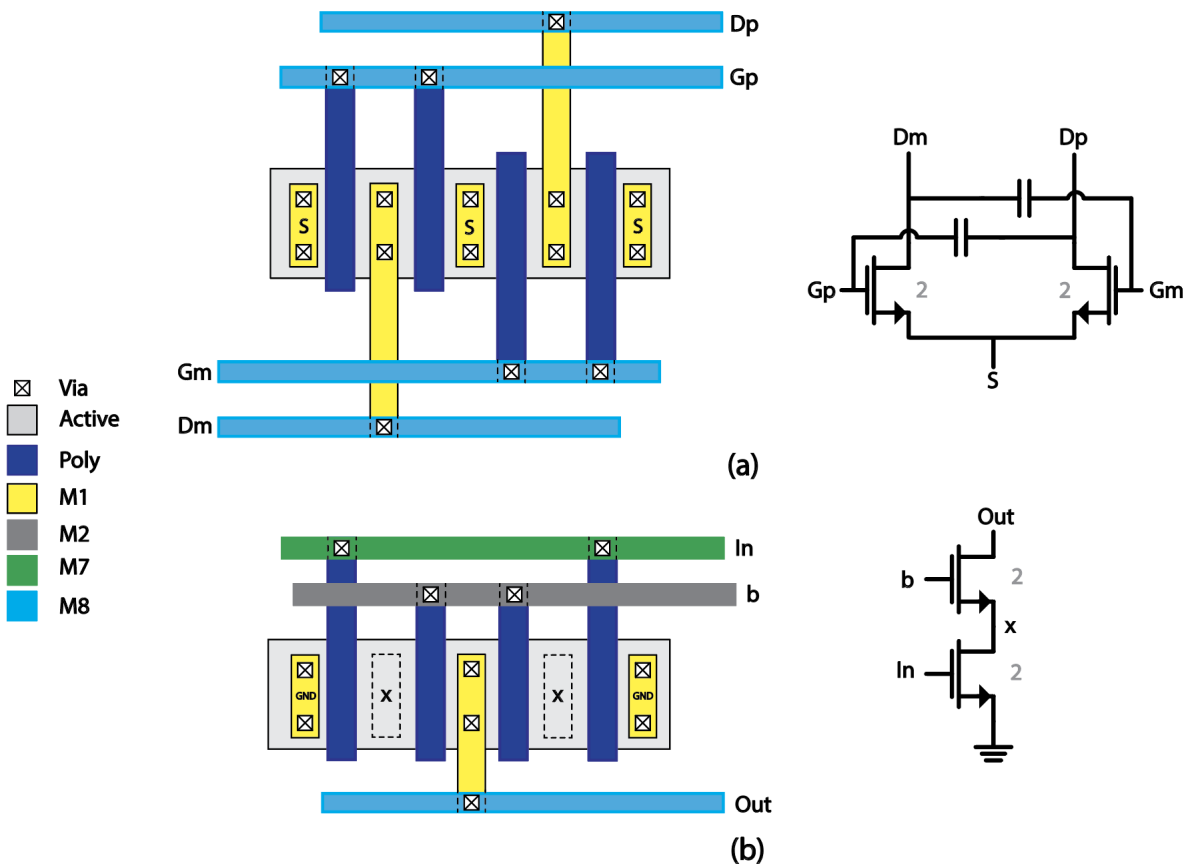 Dp
Gp
S
S
S
Gm
Dm
(a)
Dm
Dp
Gp
2
2
Gm
S
Via
Active
Poly
M1
M2
M7
M8
In
b
GND
x
x
GND
Out
(b)
Out
b
2
x
In
2